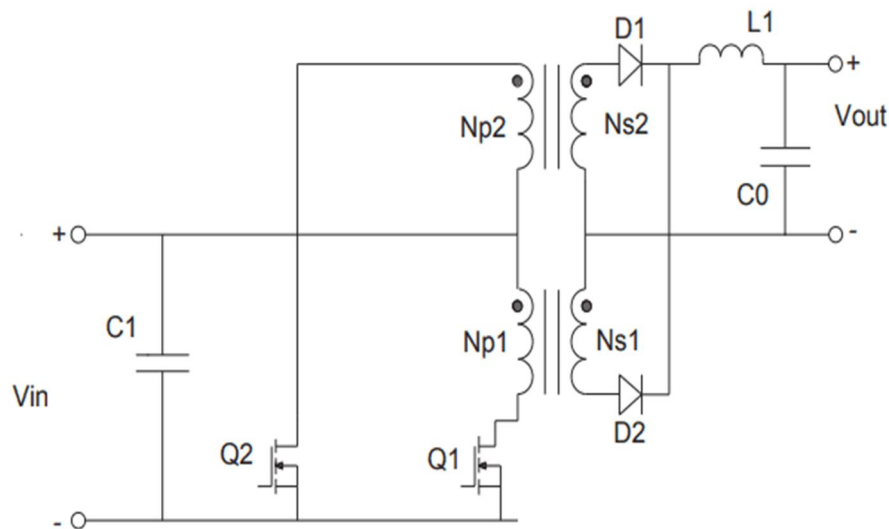 D1
L1
+
Np2
Ns2
Vout
C0
+
-
C1
Np1
Ns1
Vin
D2
Q2
Q1
-